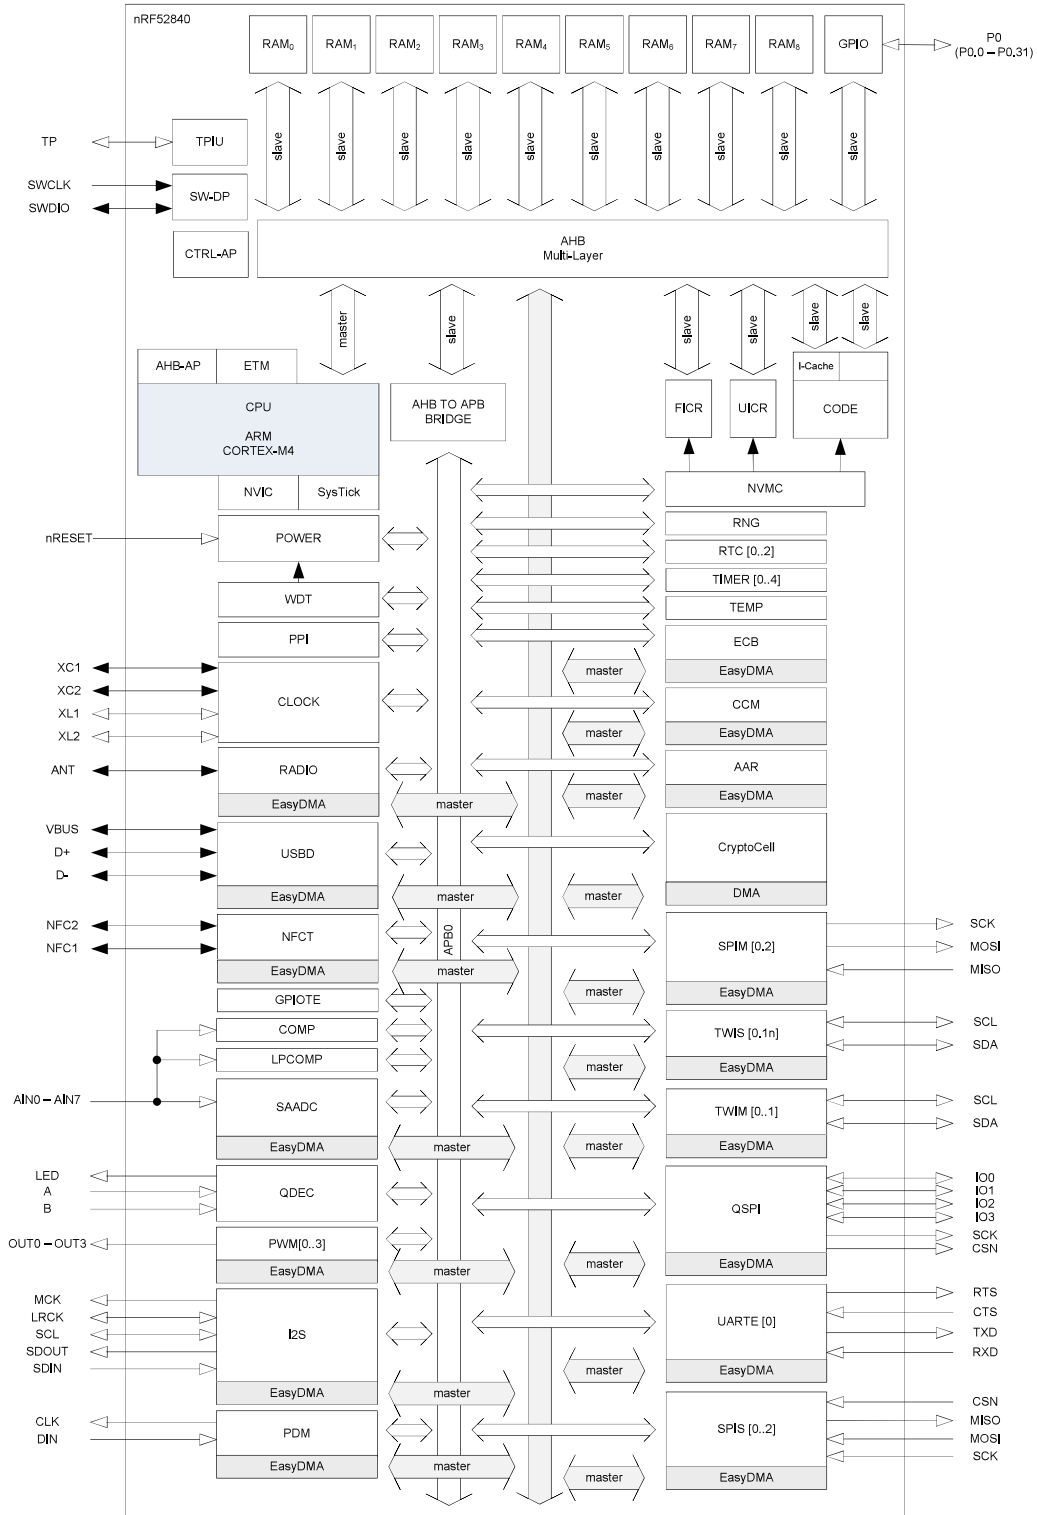 nRF52840
RAM0
RAM1
RAM2
RAM3
RAM4
RAM5
RAM6
RAM7
RAM8
GPIO
P0
(P0.0 – P0.31)
slave
slave
slave
slave
slave
slave
slave
slave
slave
slave
TP
TPIU
SWCLK
SWDIO
SW-DP
CTRL-AP
AHB
Multi-Layer
master
slave
slave
slave
slave
slave
AHB-AP
ETM
CPU
ARM
CORTEX-M4
NVIC
SysTick
AHB TO APB
BRIDGE
FICR
UICR
I-Cache
CODE
NVMC
nRESET
POWER
RNG
RTC [0..2]
WDT
TIMER [0..4]
TEMP
PPI
ECB
EasyDMA
master
XC1
XC2
XL1
XL2
CLOCK
CCM
EasyDMA
master
ANT
RADIO
EasyDMA
master
AAR
EasyDMA
master
VBUS
D+
D-
USBD
EasyDMA
master
CryptoCell
DMA
master
NFC2
NFC1
NFCT
EasyDMA
master
APB0
SPIM [0.2]
EasyDMA
master
SCK
MOSI
MISO
GPIOTE
COMP
LPCOMP
TWIS [0.1n]
EasyDMA
master
SCL
SDA
AIN0 – AIN7
SAADC
EasyDMA
master
TWIM [0..1]
EasyDMA
master
SCL
SDA
LED
A
B
QDEC
QSPI
EasyDMA
master
IO0
IO1
IO2
IO3
SCK
CSN
OUT0 – OUT3
PWM[0..3]
EasyDMA
master
MCK
LRCK
SCL
SDOUT
SDIN
I2S
EasyDMA
master
UARTE [0]
EasyDMA
master
RTS
CTS
TXD
RXD
CLK
DIN
PDM
EasyDMA
master
SPIS [0..2]
EasyDMA
master
CSN
MISO
MOSI
SCK